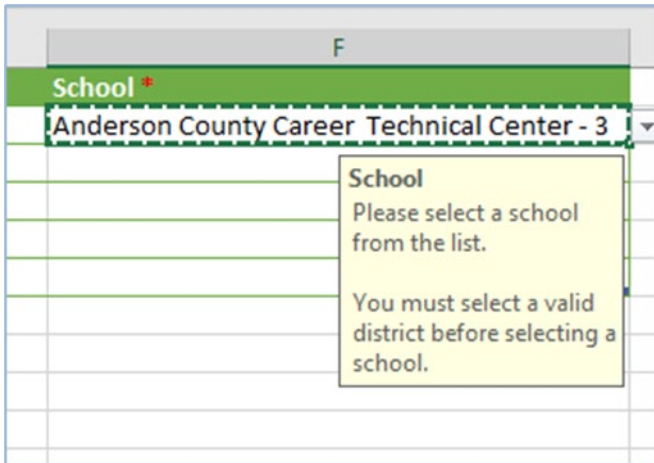 F
School *
Anderson County Career  Technical Center - 3
School
Please select a school
from the list.
You must select a valid
district before selecting a
school.